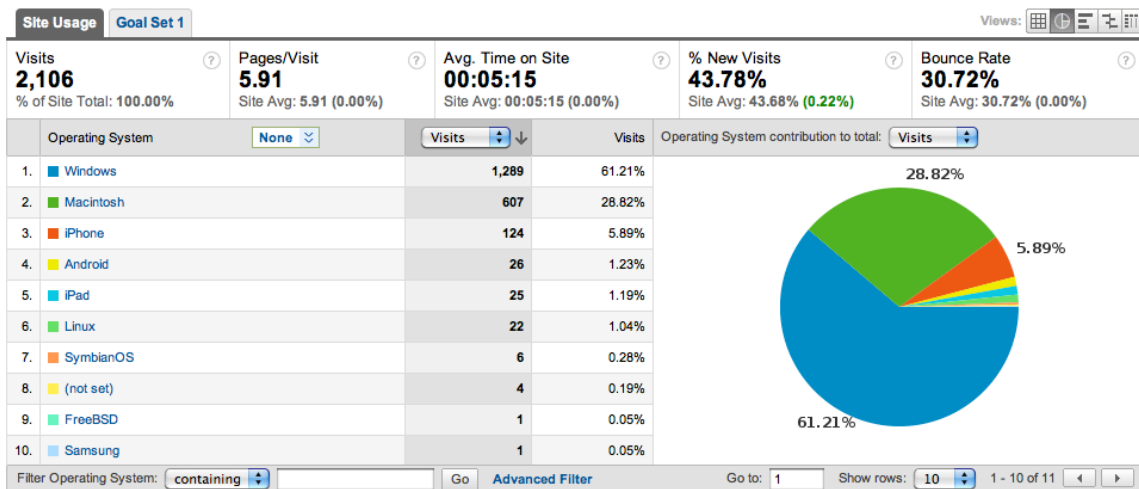 Site Usage Goal Set 1 Views:
Visits Pages/Visit Avg. Time on Site % New Visits Bounce Rate
2,106 5.91 00:05:15 43.78% 30.72%
% of Site Total: 100.00% Site Avg: 5.91 (0.00%) Site Avg: 00:05:15 (0.00%) Site Avg: 43.68% (0.22%) Site Avg: 30.72% (0.00%)
Operating System None Visits Visits Operating System contribution to total: Visits
1. Windows 1,289 61.21%
2. Macintosh 607 28.82%
3. iPhone 124 5.89%
4. Android 26 1.23%
5. iPad 25 1.19%
6. Linux 22 1.04%
7. SymbianOS 6 0.28%
8. (not set) 4 0.19%
9. FreeBSD 1 0.05%
10. Samsung 1 0.05%
28.82%
5.89%
61.21%
Filter Operating System: containing Go Advanced Filter Go to: 1 Show rows: 10 1 - 10 of 11